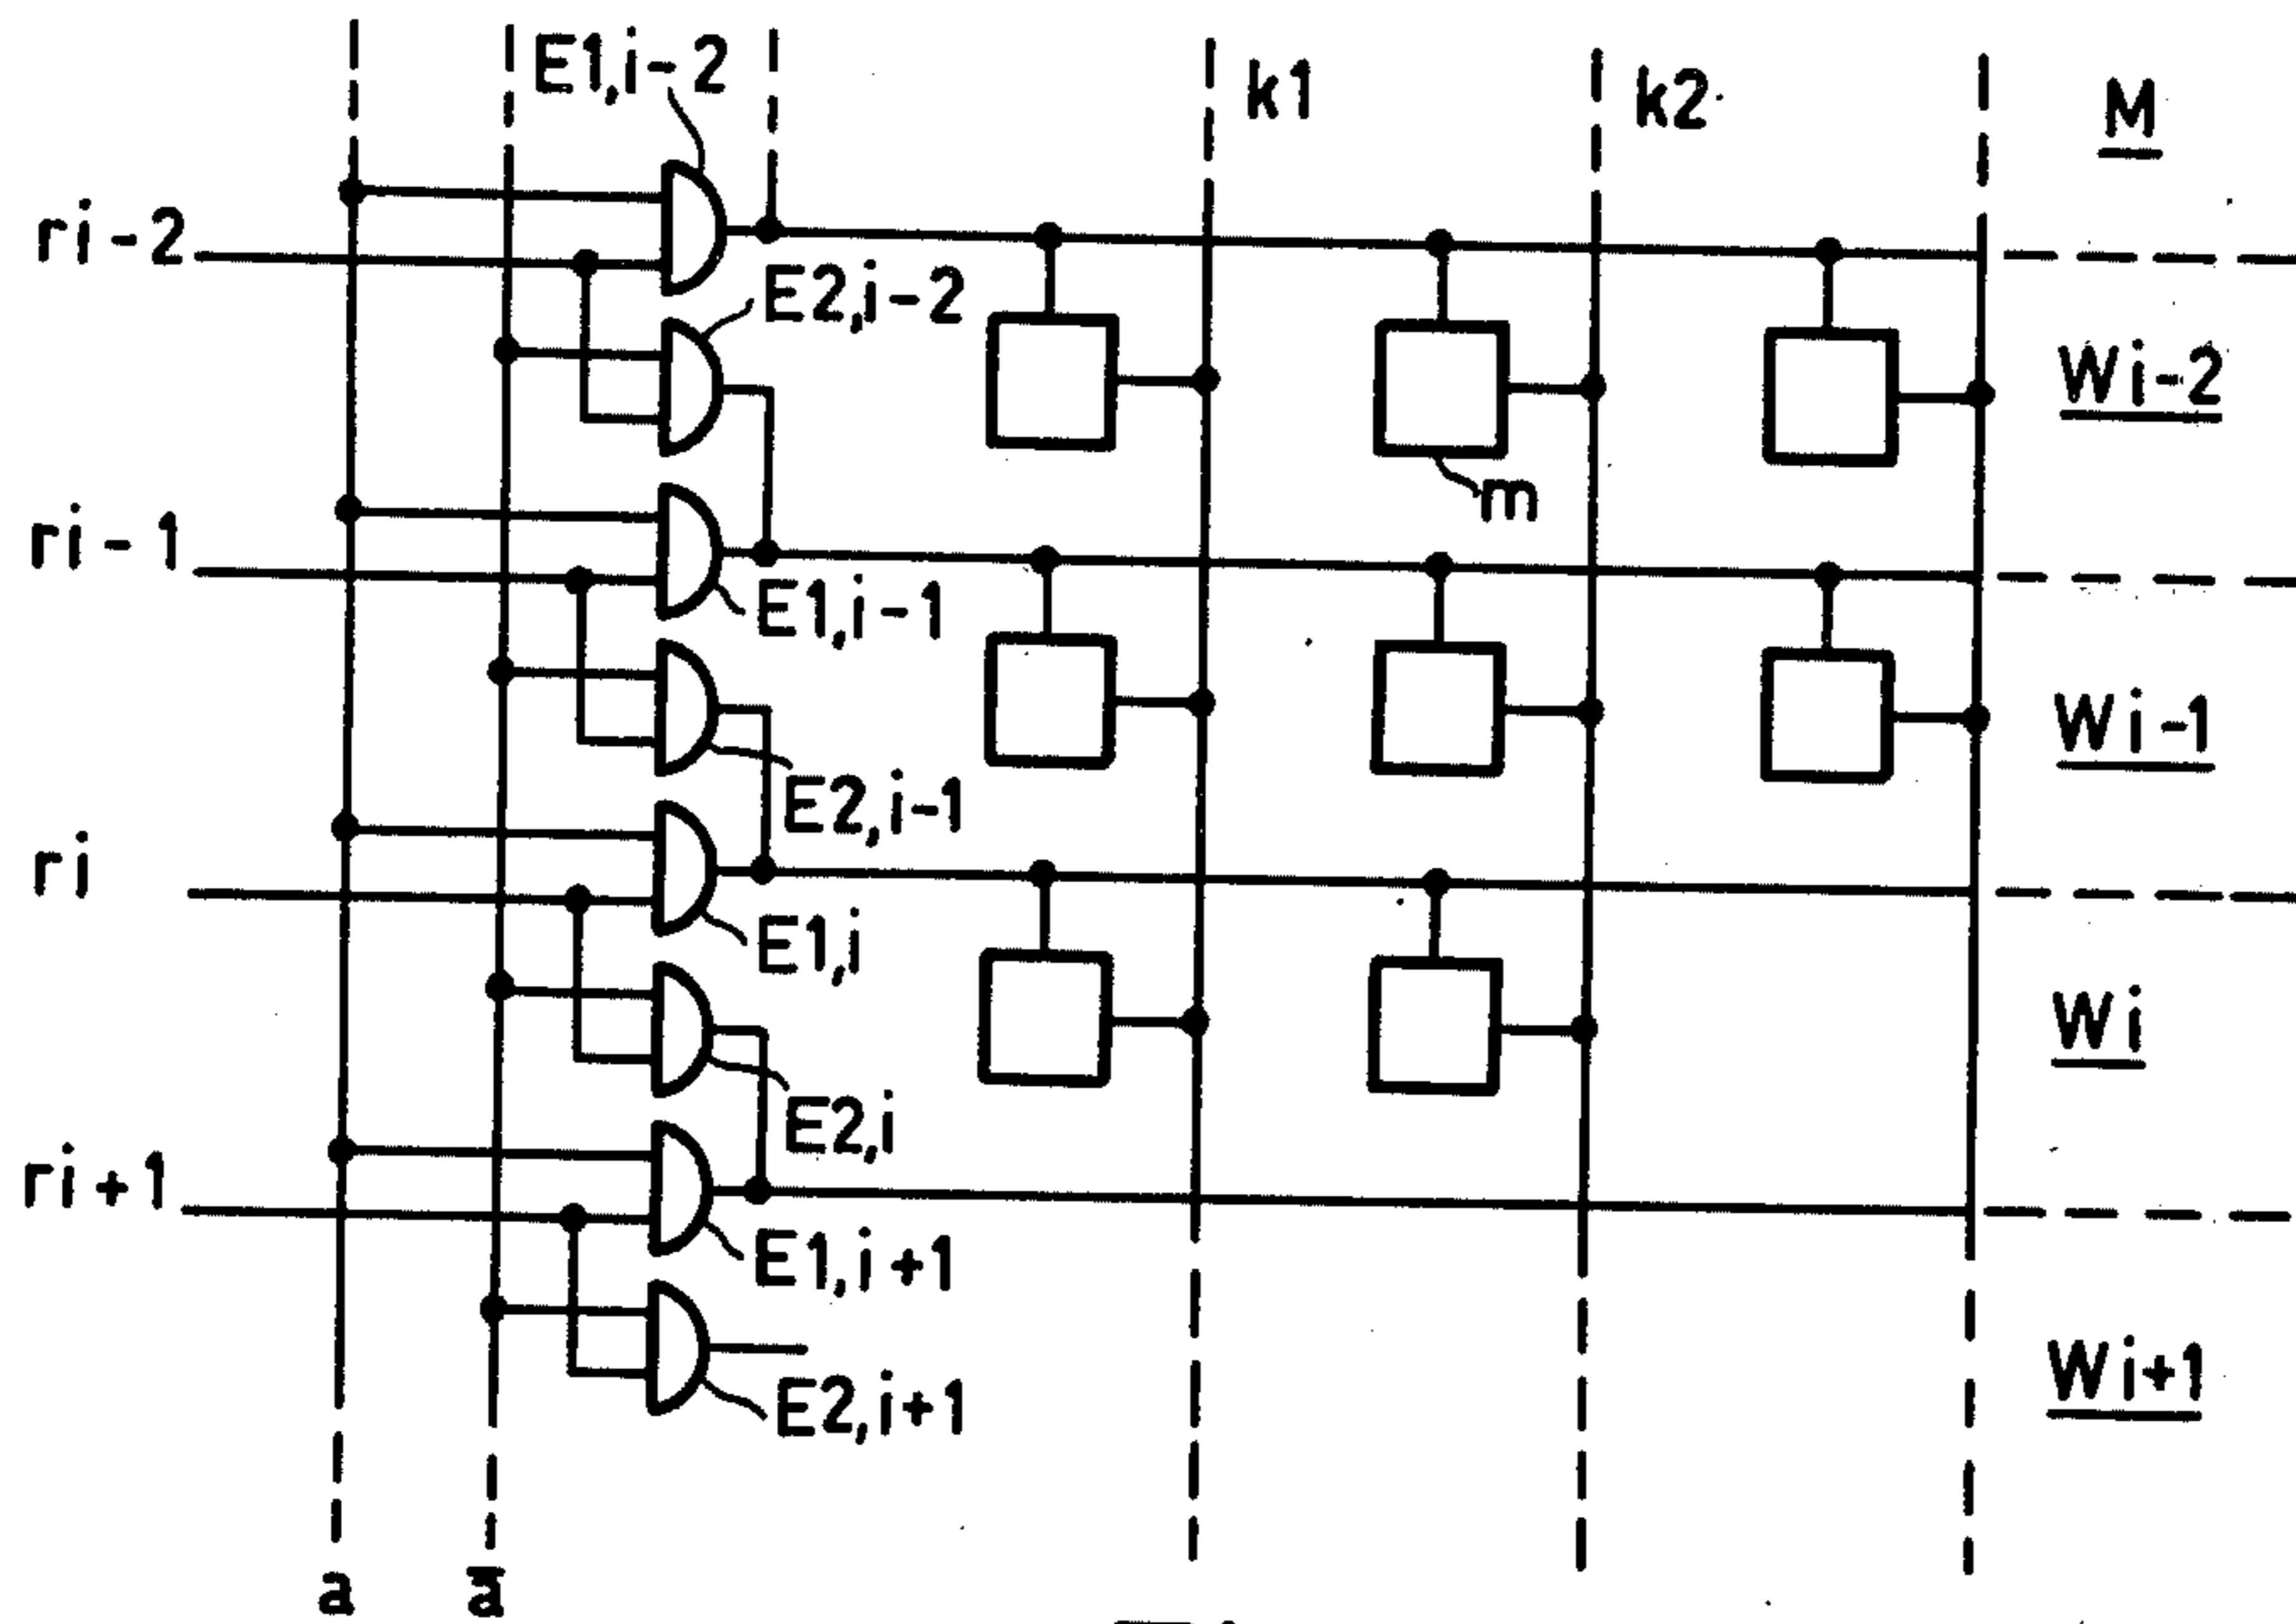 E1,i-2
k1
k2
M
ri-2
E2,i-2
Wi-2
m
ri-1
E1,i-1
Wi-1
E2,i-1
ri
E1,i
Wi
E2,i
ri+1
E1,i+1
Wi+1
E2,i+1
a
a̅